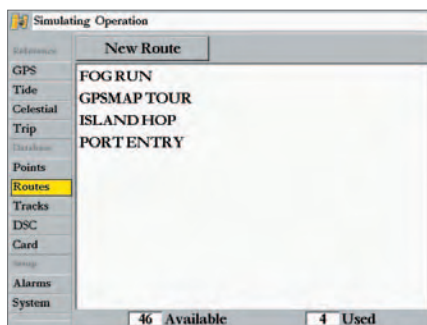 Simulating Operation
Reference
New Route
GPS
Tide
Celestial
Trip
Database
Points
Routes
Tracks
DSC
Card
Setup
Alarms
System
FOG RUN
GPSMAP TOUR
ISLAND HOP
PORT ENTRY
46 Available
4 Used